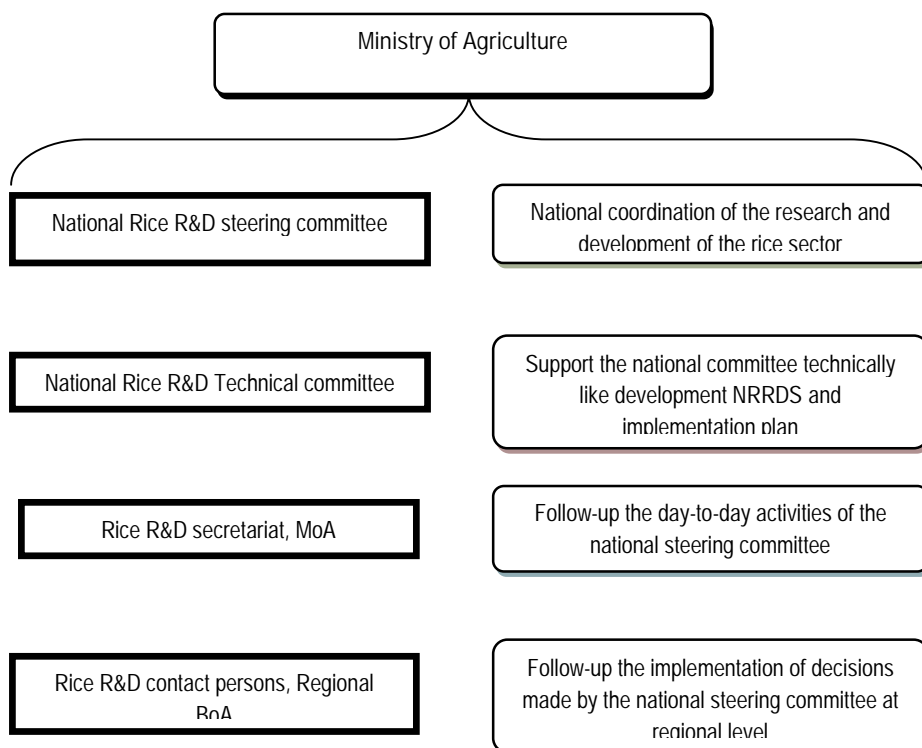 Ministry of Agriculture
National Rice R&D steering committee
National coordination of the research and
development of the rice sector
National Rice R&D Technical committee
Support the national committee technically
like development NRRDS and
implementation plan
Rice R&D secretariat, MoA
Follow-up the day-to-day activities of the
national steering committee
Rice R&D contact persons, Regional
BoA
Follow-up the implementation of decisions
made by the national steering committee at
regional level